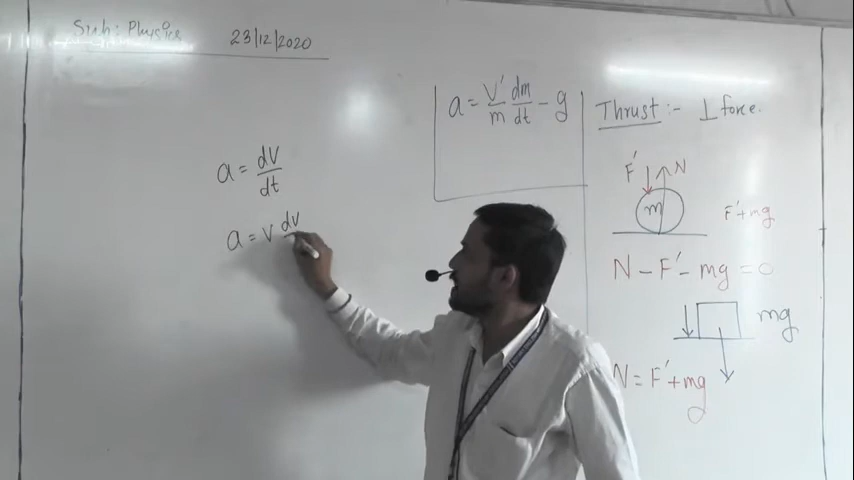 Sub: Physics
23/12/2020
a = dV/dt
a = V dV
a = V'/m dm/dt - g
Thrust :- ⊥ force.
F' N
m
F'+mg
N - F' - mg = 0
mg
N = F'+mg